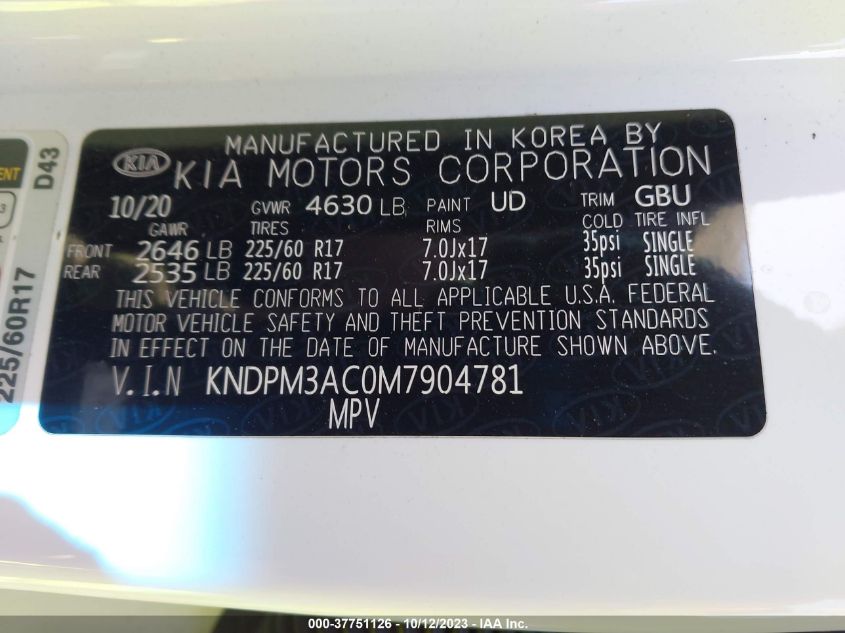 MANUFACTURED IN KOREA BY
KIA KIA MOTORS CORPORATION
10/20 GVWR 4630 LB PAINT UD TRIM GBU
GAWR TIRES RIMS COLD TIRE INFL
FRONT 2646 LB 225/60 R17 7.0Jx17 35psi SINGLE
REAR 2535 LB 225/60 R17 7.0Jx17 35psi SINGLE
THIS VEHICLE CONFORMS TO ALL APPLICABLE U.S.A. FEDERAL
MOTOR VEHICLE SAFETY AND THEFT PREVENTION STANDARDS
IN EFFECT ON THE DATE OF MANUFACTURE SHOWN ABOVE.
V.I.N KNDPM3AC0M7904781
MPV
D43
225/60R17
000-37751126 - 10/12/2023 - IAA Inc.